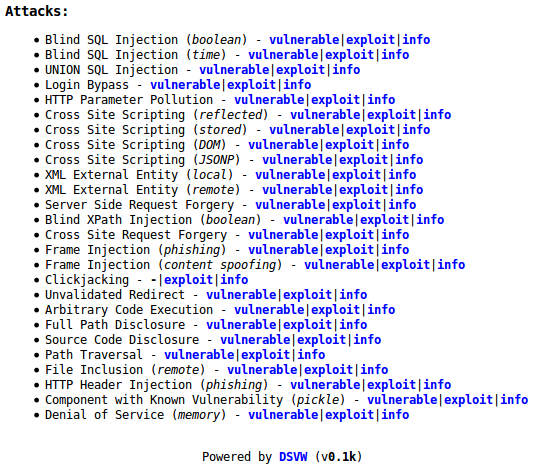 Attacks:
• Blind SQL Injection (boolean) - vulnerable|exploit|info
• Blind SQL Injection (time) - vulnerable|exploit|info
• UNION SQL Injection - vulnerable|exploit|info
• Login Bypass - vulnerable|exploit|info
• HTTP Parameter Pollution - vulnerable|exploit|info
• Cross Site Scripting (reflected) - vulnerable|exploit|info
• Cross Site Scripting (stored) - vulnerable|exploit|info
• Cross Site Scripting (DOM) - vulnerable|exploit|info
• Cross Site Scripting (JSONP) - vulnerable|exploit|info
• XML External Entity (local) - vulnerable|exploit|info
• XML External Entity (remote) - vulnerable|exploit|info
• Server Side Request Forgery - vulnerable|exploit|info
• Blind XPath Injection (boolean) - vulnerable|exploit|info
• Cross Site Request Forgery - vulnerable|exploit|info
• Frame Injection (phishing) - vulnerable|exploit|info
• Frame Injection (content spoofing) - vulnerable|exploit|info
• Clickjacking - -|exploit|info
• Unvalidated Redirect - vulnerable|exploit|info
• Arbitrary Code Execution - vulnerable|exploit|info
• Full Path Disclosure - vulnerable|exploit|info
• Source Code Disclosure - vulnerable|exploit|info
• Path Traversal - vulnerable|exploit|info
• File Inclusion (remote) - vulnerable|exploit|info
• HTTP Header Injection (phishing) - vulnerable|exploit|info
• Component with Known Vulnerability (pickle) - vulnerable|exploit|info
• Denial of Service (memory) - vulnerable|exploit|info
Powered by DSVW (v0.1k)